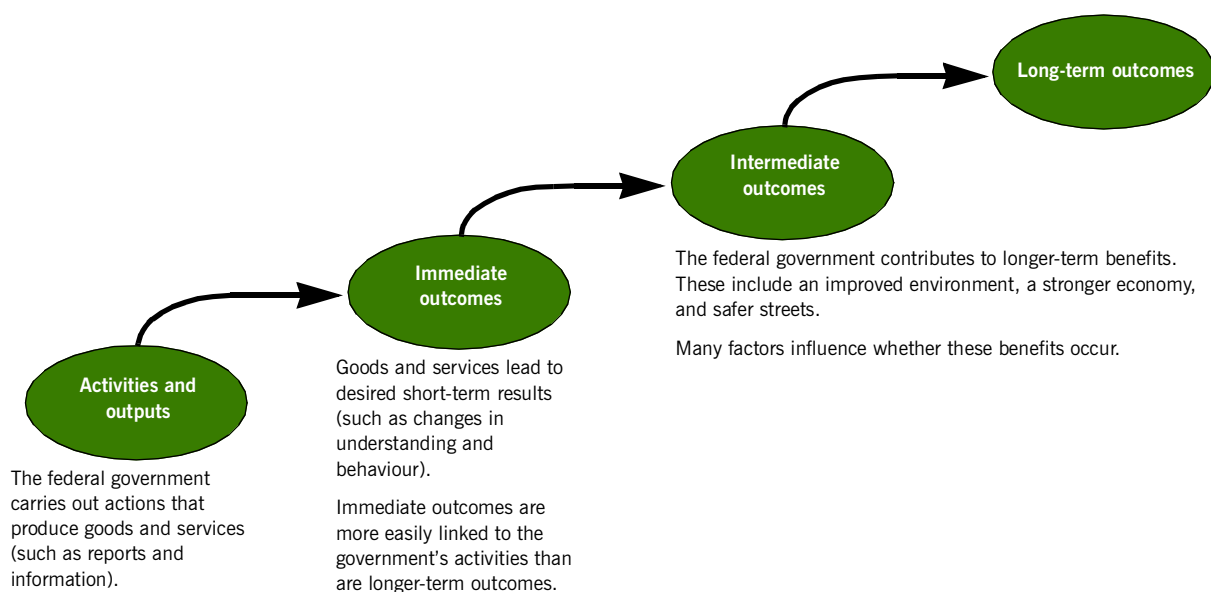 Activities and
outputs
The federal government
carries out actions that
produce goods and services
(such as reports and
information).
Immediate
outcomes
Goods and services lead to
desired short-term results
(such as changes in
understanding and
behaviour).
Immediate outcomes are
more easily linked to the
government’s activities than
are longer-term outcomes.
Intermediate
outcomes
The federal government contributes to longer-term benefits.
These include an improved environment, a stronger economy,
and safer streets.
Many factors influence whether these benefits occur.
Long-term outcomes